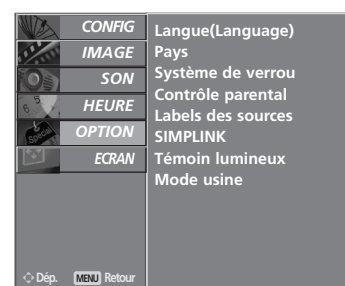 CONFIG
IMAGE
SON
HEURE
OPTION
ECRAN
Special
Dép. MENU Retour
Langue(Language)
Pays
Système de verrou
Contrôle parental
Labels des sources
SIMPLINK
Témoin lumineux
Mode usine